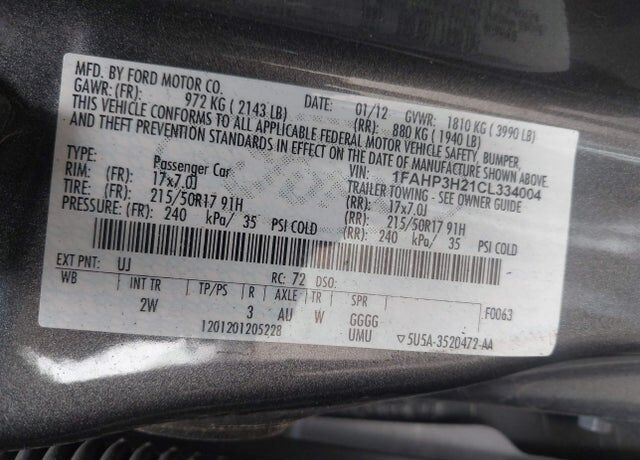 MFD. BY FORD MOTOR CO.
DATE: 01/12 GVWR: 1810 KG ( 3990 LB)
GAWR: (FR): 972 KG ( 2143 LB) (RR): 880 KG ( 1940 LB)
THIS VEHICLE CONFORMS TO ALL APPLICABLE FEDERAL MOTOR VEHICLE SAFETY, BUMPER,
AND THEFT PREVENTION STANDARDS IN EFFECT ON THE DATE OF MANUFACTURE SHOWN ABOVE.
VIN: 1FAHP3H21CL334004
TYPE: Passenger Car TRAILER TOWING - SEE OWNER GUIDE
RIM: (FR): 17x7.0J (RR): 17x7.0J
TIRE: (FR): 215/50R17 91H (RR): 215/50R17 91H
PRESSURE: (FR): 240 kPa/ 35 PSI COLD (RR): 240 kPa/ 35 PSI COLD
EXT PNT: UJ RC: 72 DSO:
WB INT TR TP/PS R AXLE TR SPR F0063
2W 3 AU W GGGG
1201201205228 UMU ▽5U5A-3520472-AA